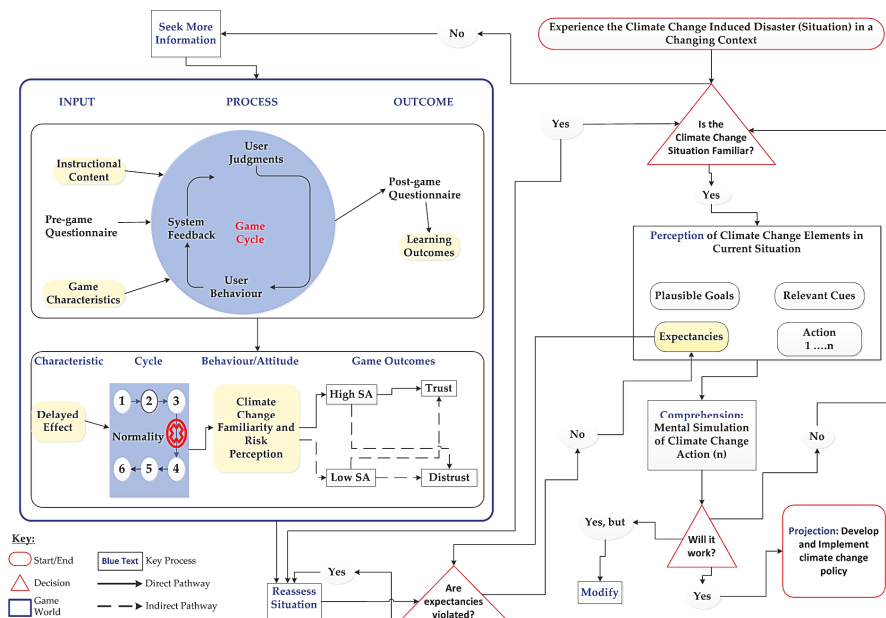 Seek More
Information
No
Experience the Climate Change Induced Disaster (Situation) in a
Changing Context
Yes
Is the
Climate Change
Situation Familiar?
Yes
INPUT
PROCESS
OUTCOME
Instructional
Content
Pre-game
Questionnaire
Game
Characteristics
User
Judgments
System
Feedback
Game
Cycle
User
Behaviour
Post-game
Questionnaire
Learning
Outcomes
Perception of Climate Change Elements in
Current Situation
Plausible Goals
Relevant Cues
Expectancies
Action
1 ....n
Characteristic
Cycle
Behaviour/Attitude
Game Outcomes
Delayed
Effect
1
2
3
Normality
6
5
4
Climate
Change
Familiarity and
Risk
Perception
High SA
Trust
Low SA
Distrust
No
Comprehension:
Mental Simulation
of Climate Change
Action (n)
No
Yes, but
Will it
work?
Projection: Develop
and Implement
climate change
policy
Modify
Yes
Yes
Reassess
Situation
Are
expectancies
violated?
Key:
Start/End
Decision
Game
World
Blue Text
Key Process
Direct Pathway
Indirect Pathway